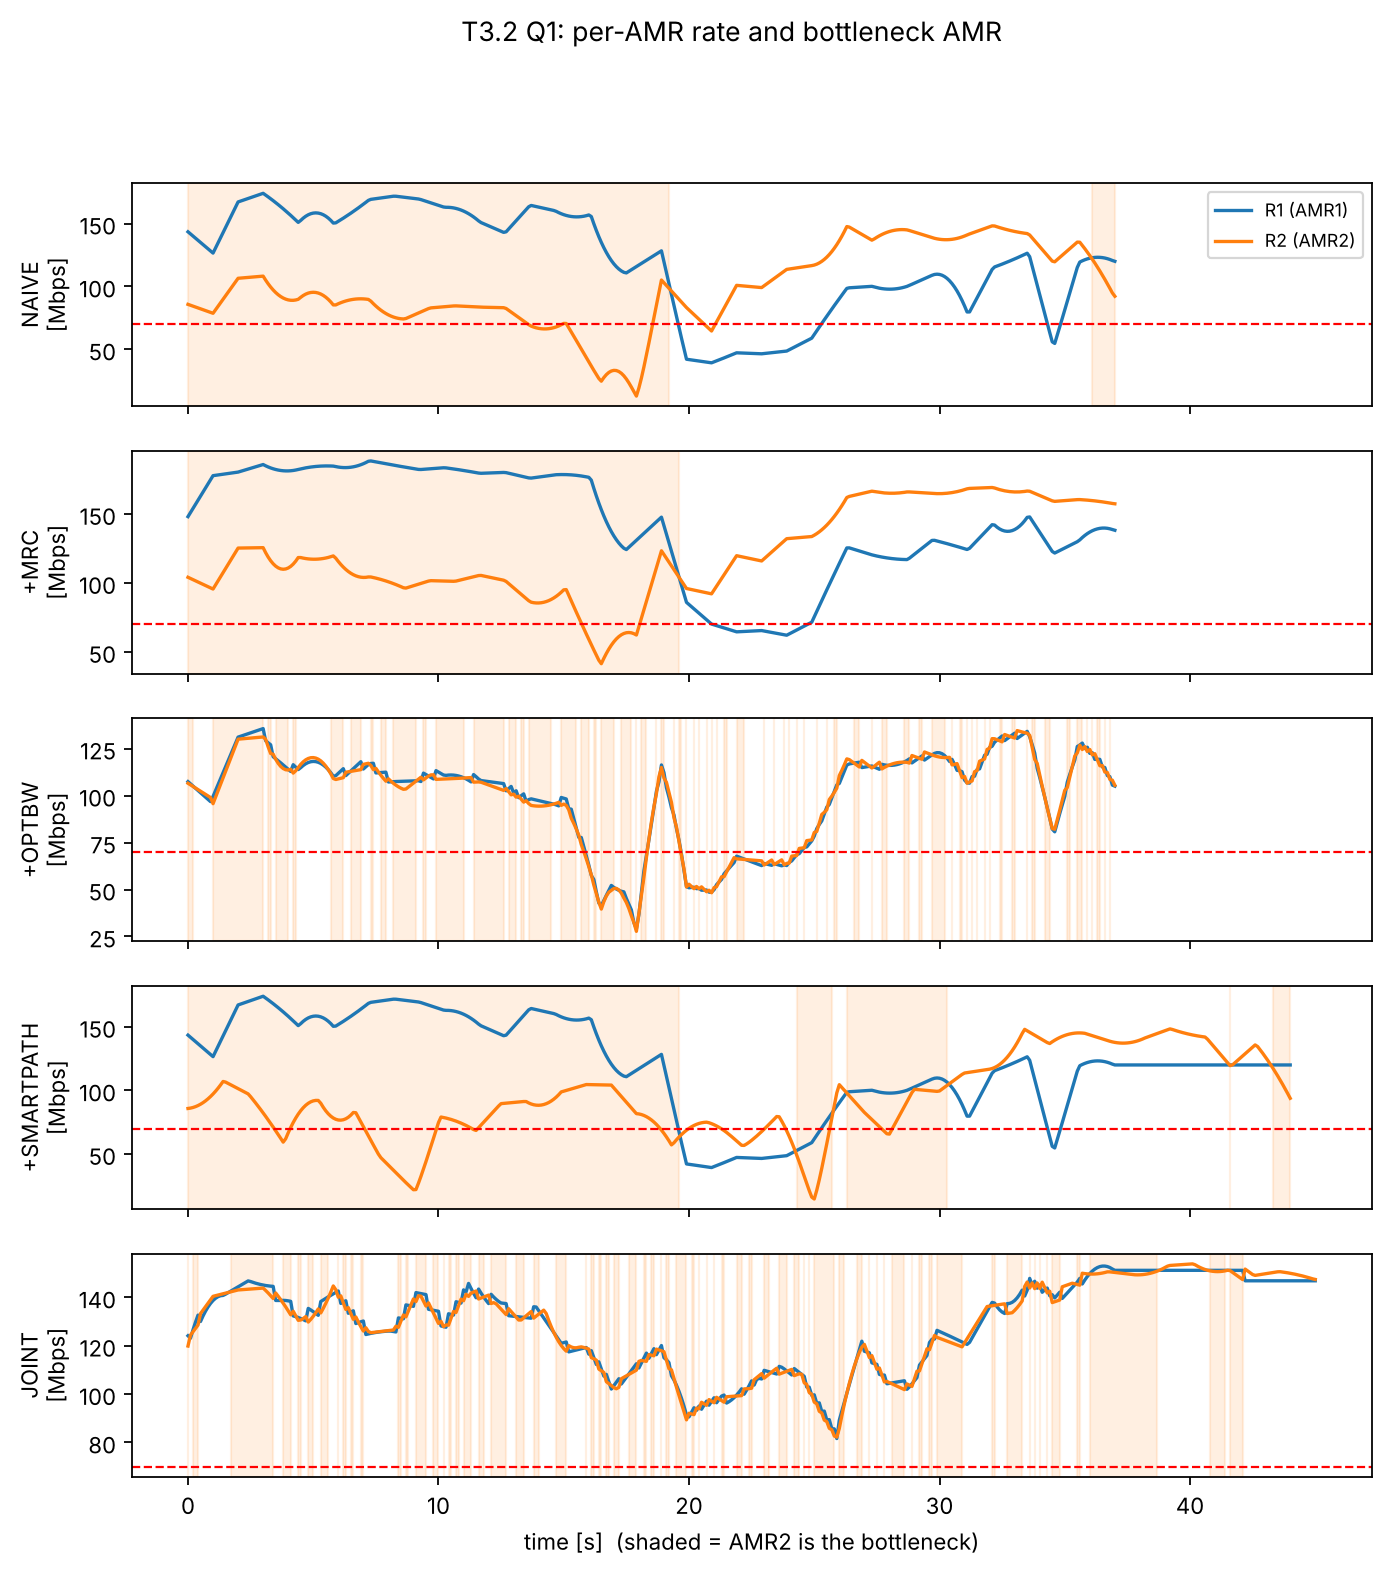 T3.2 Q1: per-AMR rate and bottleneck AMR
NAIVE
[Mbps]
150
100
50
R1 (AMR1)
R2 (AMR2)
+MRC
[Mbps]
150
100
50
+OPTBW
[Mbps]
125
100
75
50
25
+SMARTPATH
[Mbps]
150
100
50
JOINT
[Mbps]
140
120
100
80
0 10 20 30 40
time [s]  (shaded = AMR2 is the bottleneck)